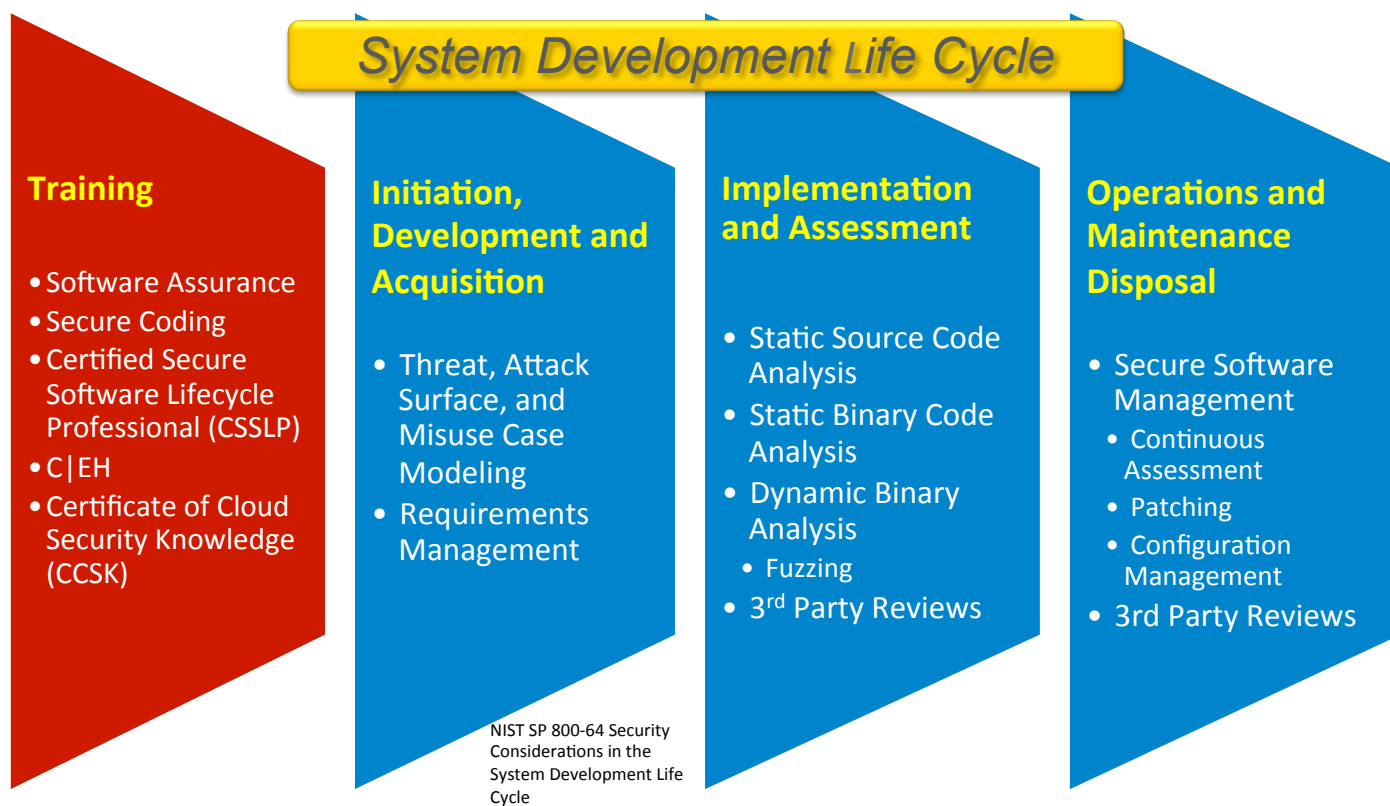 System Development Life Cycle
Training
• Software Assurance
• Secure Coding
• Certified Secure
Software Lifecycle
Professional (CSSLP)
• C|EH
• Certificate of Cloud
Security Knowledge
(CCSK)
Initiation,
Development and
Acquisition
• Threat, Attack
Surface, and
Misuse Case
Modeling
• Requirements
Management
NIST SP 800-64 Security
Considerations in the
System Development Life
Cycle
Implementation
and Assessment
• Static Source Code
Analysis
• Static Binary Code
Analysis
• Dynamic Binary
Analysis
• Fuzzing
• 3rd Party Reviews
Operations and
Maintenance
Disposal
• Secure Software
Management
• Continuous
Assessment
• Patching
• Configuration
Management
• 3rd Party Reviews